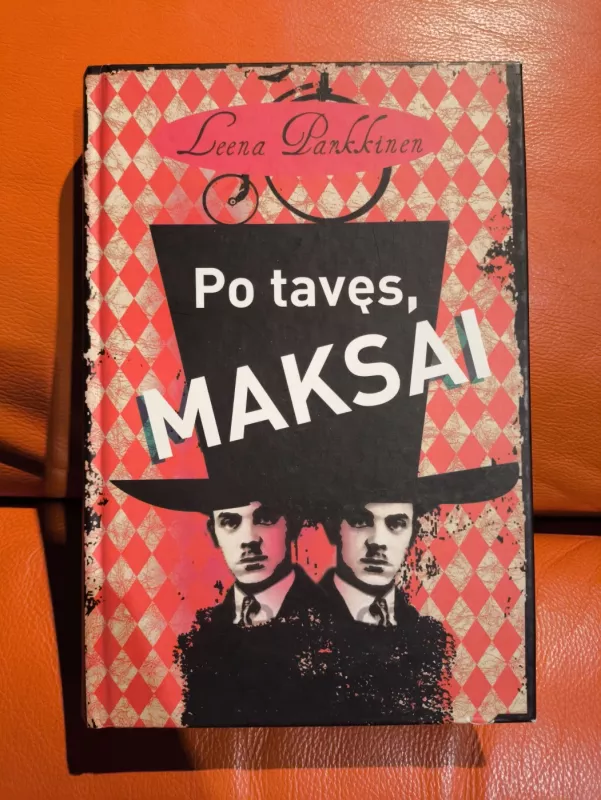 Leena Parkkinen
Po tavęs,
MAKSAI